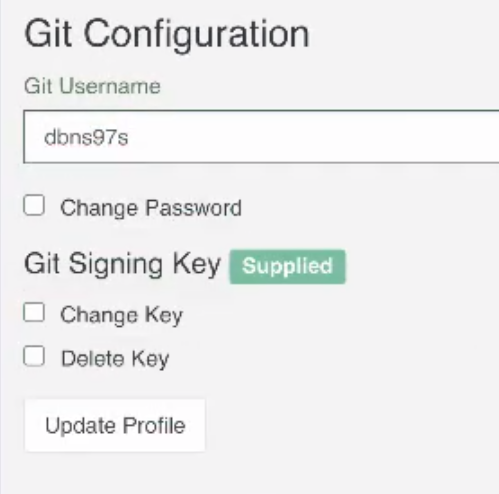 Git Configuration
Git Username
dbns97s
Change Password
Git Signing Key Supplied
Change Key
Delete Key
Update Profile